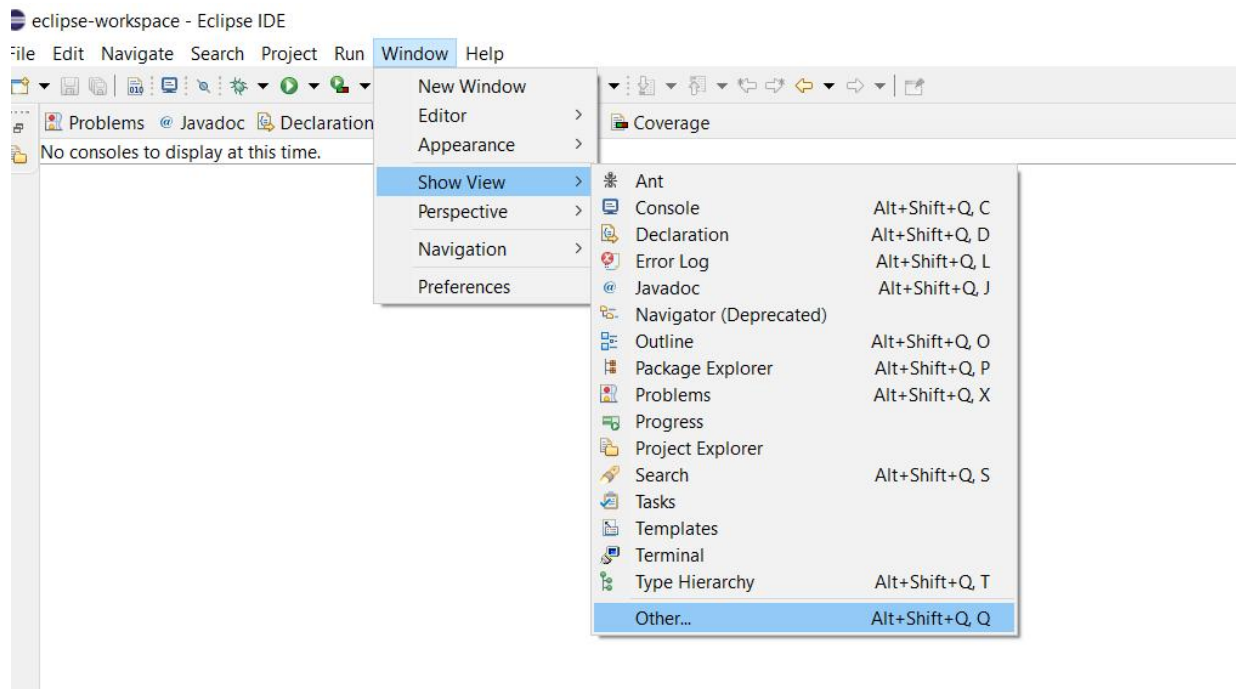 eclipse-workspace - Eclipse IDE
File Edit Navigate Search Project Run Window Help
Problems @ Javadoc Declaration Coverage
No consoles to display at this time.
New Window
Editor >
Appearance >
Show View >
Perspective >
Navigation >
Preferences
Ant
Console Alt+Shift+Q, C
Declaration Alt+Shift+Q, D
Error Log Alt+Shift+Q, L
@ Javadoc Alt+Shift+Q, J
Navigator (Deprecated)
Outline Alt+Shift+Q, O
Package Explorer Alt+Shift+Q, P
Problems Alt+Shift+Q, X
Progress
Project Explorer
Search Alt+Shift+Q, S
Tasks
Templates
Terminal
Type Hierarchy Alt+Shift+Q, T
Other... Alt+Shift+Q, Q